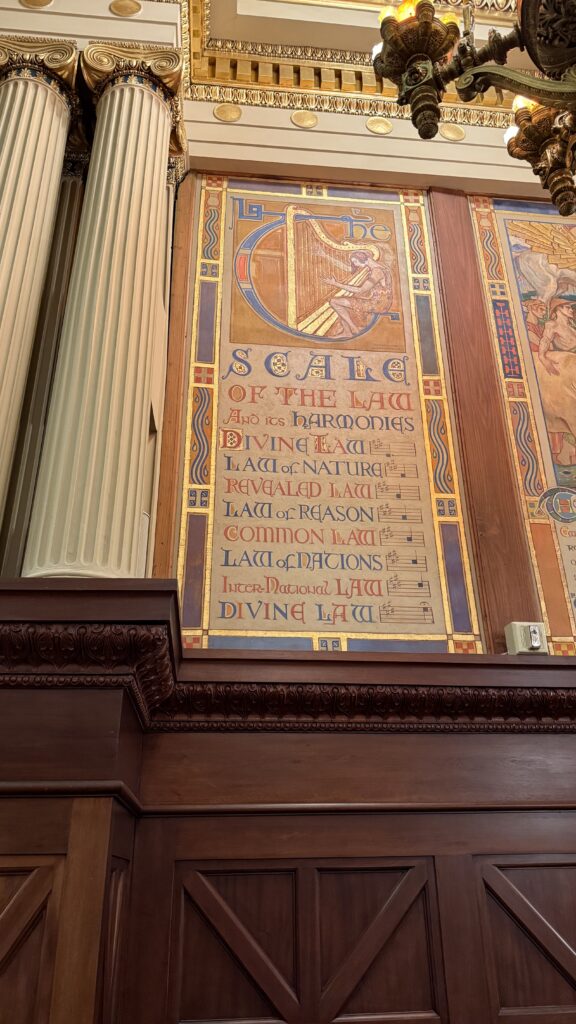 The
SCALE
OF THE LAW
AND ITS HARMONIES
DIVINE LAW
LAW OF NATURE
REVEALED LAW
LAW OF REASON
COMMON LAW
LAW OF NATIONS
INTER-NATIONAL LAW
DIVINE LAW